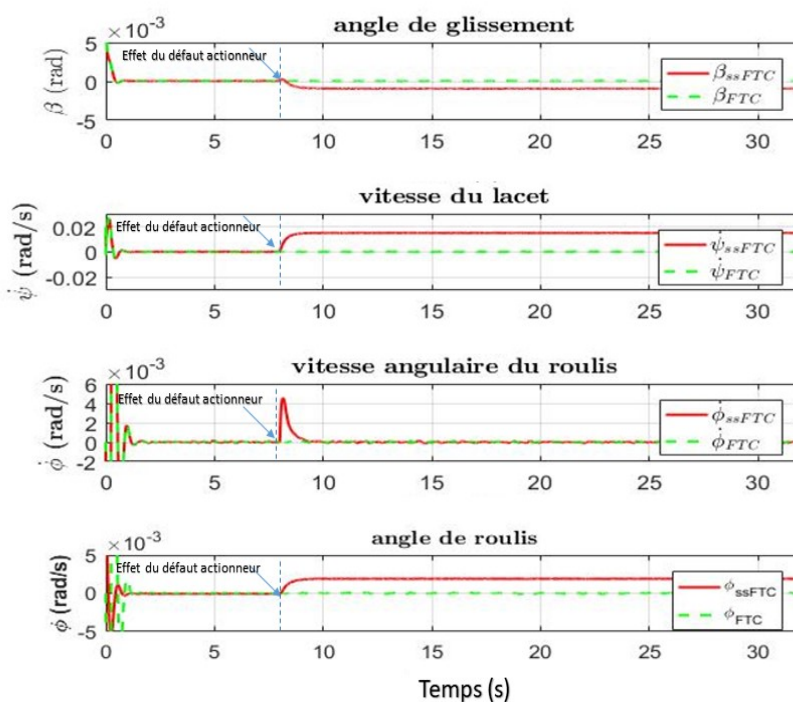 angle de glissement
×10⁻³
β (rad)
5
0
-5
Effet du défaut actionneur
β_ssFTC
β_FTC
0 5 10 15 20 25 30
vitesse du lacet
ψ̇ (rad/s)
0.02
0
-0.02
Effet du défaut actionneur
ψ̇_ssFTC
ψ̇_FTC
0 5 10 15 20 25 30
vitesse angulaire du roulis
×10⁻³
φ̇ (rad/s)
6
4
2
0
-2
Effet du défaut actionneur
φ̇_ssFTC
φ̇_FTC
0 5 10 15 20 25 30
angle de roulis
×10⁻³
φ (rad/s)
5
0
-5
Effet du défaut actionneur
φ_ssFTC
φ_FTC
0 5 10 15 20 25 30
Temps (s)